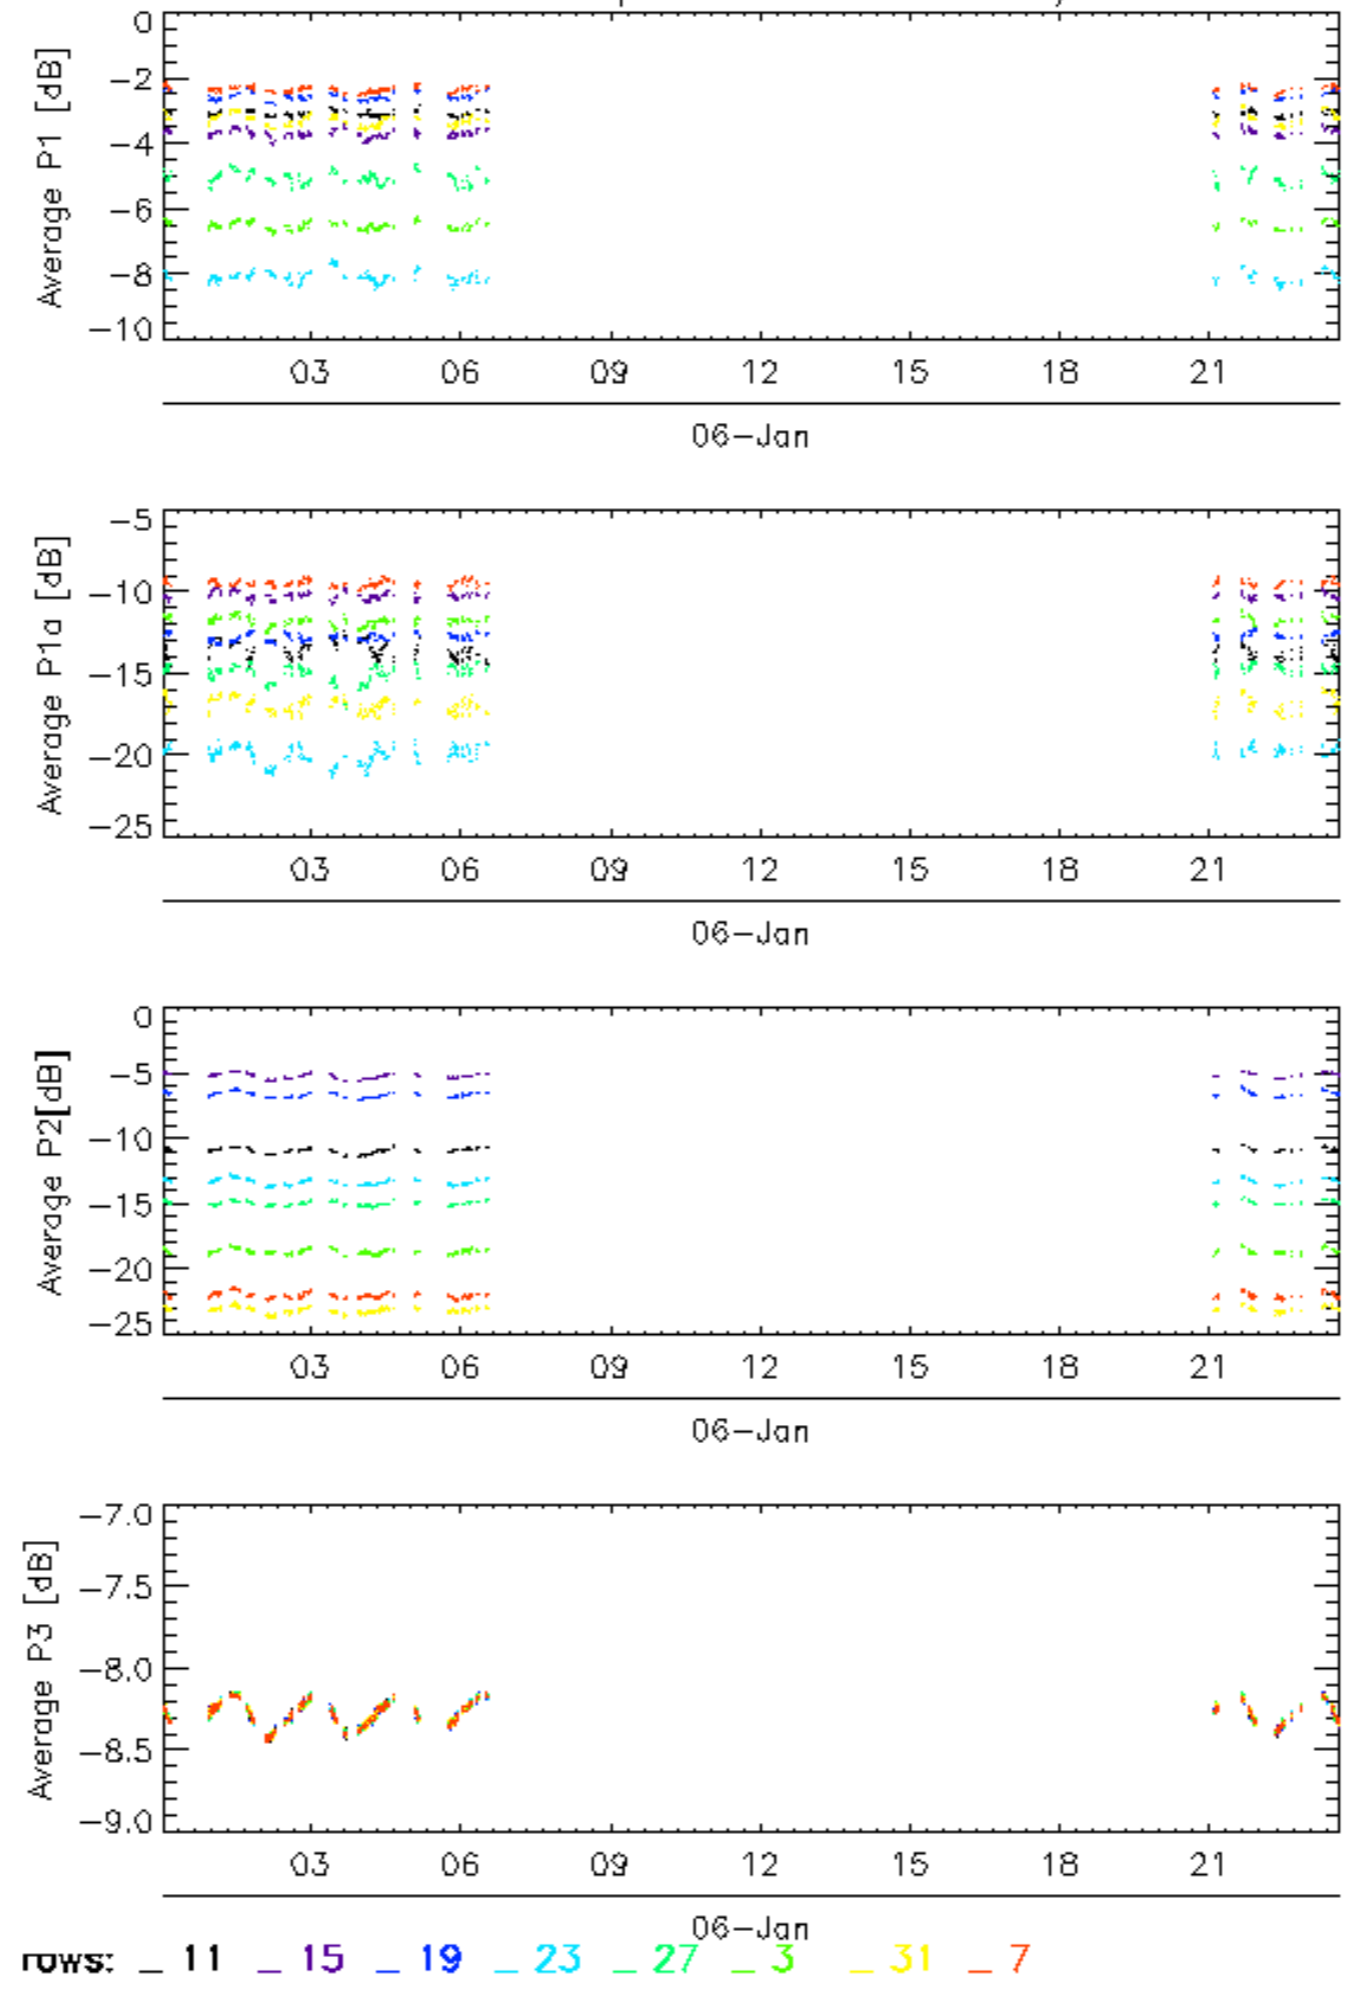 0
−2
−4
−6
−8
−10
Average P1 [dB]
03 06 09 12 15 18 21
06−Jan
−5
−10
−15
−20
−25
Average P1a [dB]
03 06 09 12 15 18 21
06−Jan
0
−5
−10
−15
−20
−25
Average P2[dB]
03 06 09 12 15 18 21
06−Jan
−7.0
−7.5
−8.0
−8.5
−9.0
Average P3 [dB]
03 06 09 12 15 18 21
06−Jan
rows: _ 11 _ 15 _ 19 _ 23 _ 27 _ 3 _ 31 _ 7